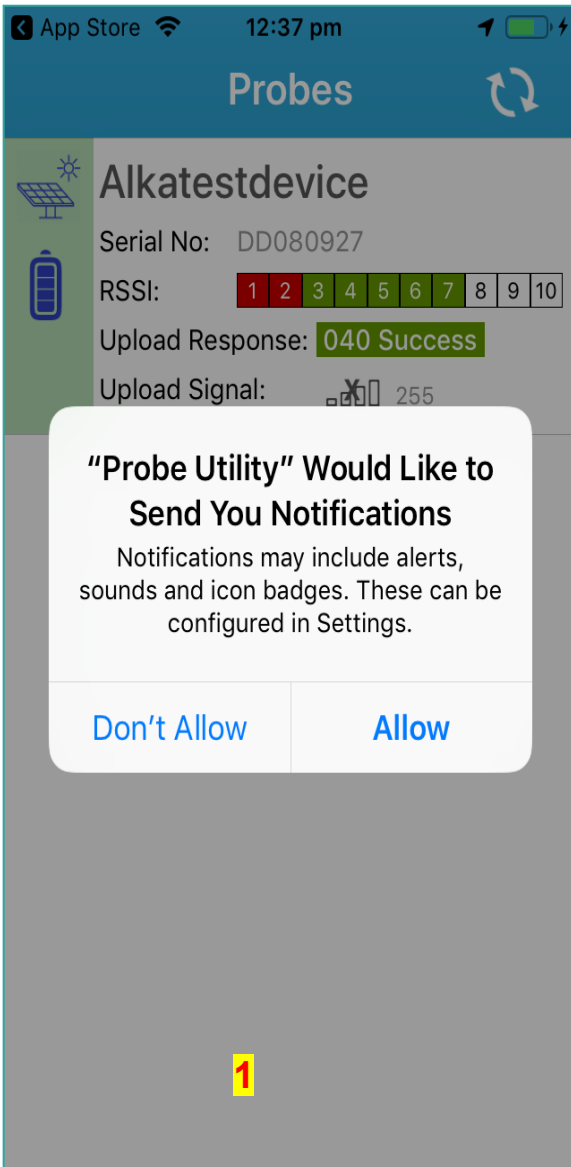 App Store 12:37 pm
Probes
Alkatestdevice
Serial No: DD080927
RSSI: 1 2 3 4 5 6 7 8 9 10
Upload Response: 040 Success
Upload Signal: X 255
“Probe Utility” Would Like to
Send You Notifications
Notifications may include alerts,
sounds and icon badges. These can be
configured in Settings.
Don’t Allow Allow
1